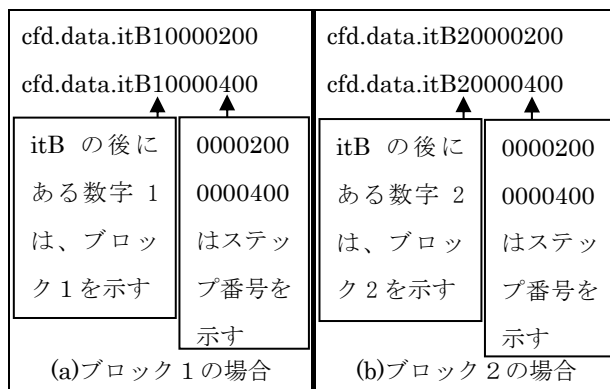 cfd.data.itB10000200
cfd.data.itB10000400
itB の後に
ある数字 1
は、ブロッ
ク１を示す
0000200
0000400
はステッ
プ番号を
示す
(a)ブロック１の場合
cfd.data.itB20000200
cfd.data.itB20000400
itB の後に
ある数字 2
は、ブロッ
ク２を示す
0000200
0000400
はステッ
プ番号を
示す
(b)ブロック２の場合